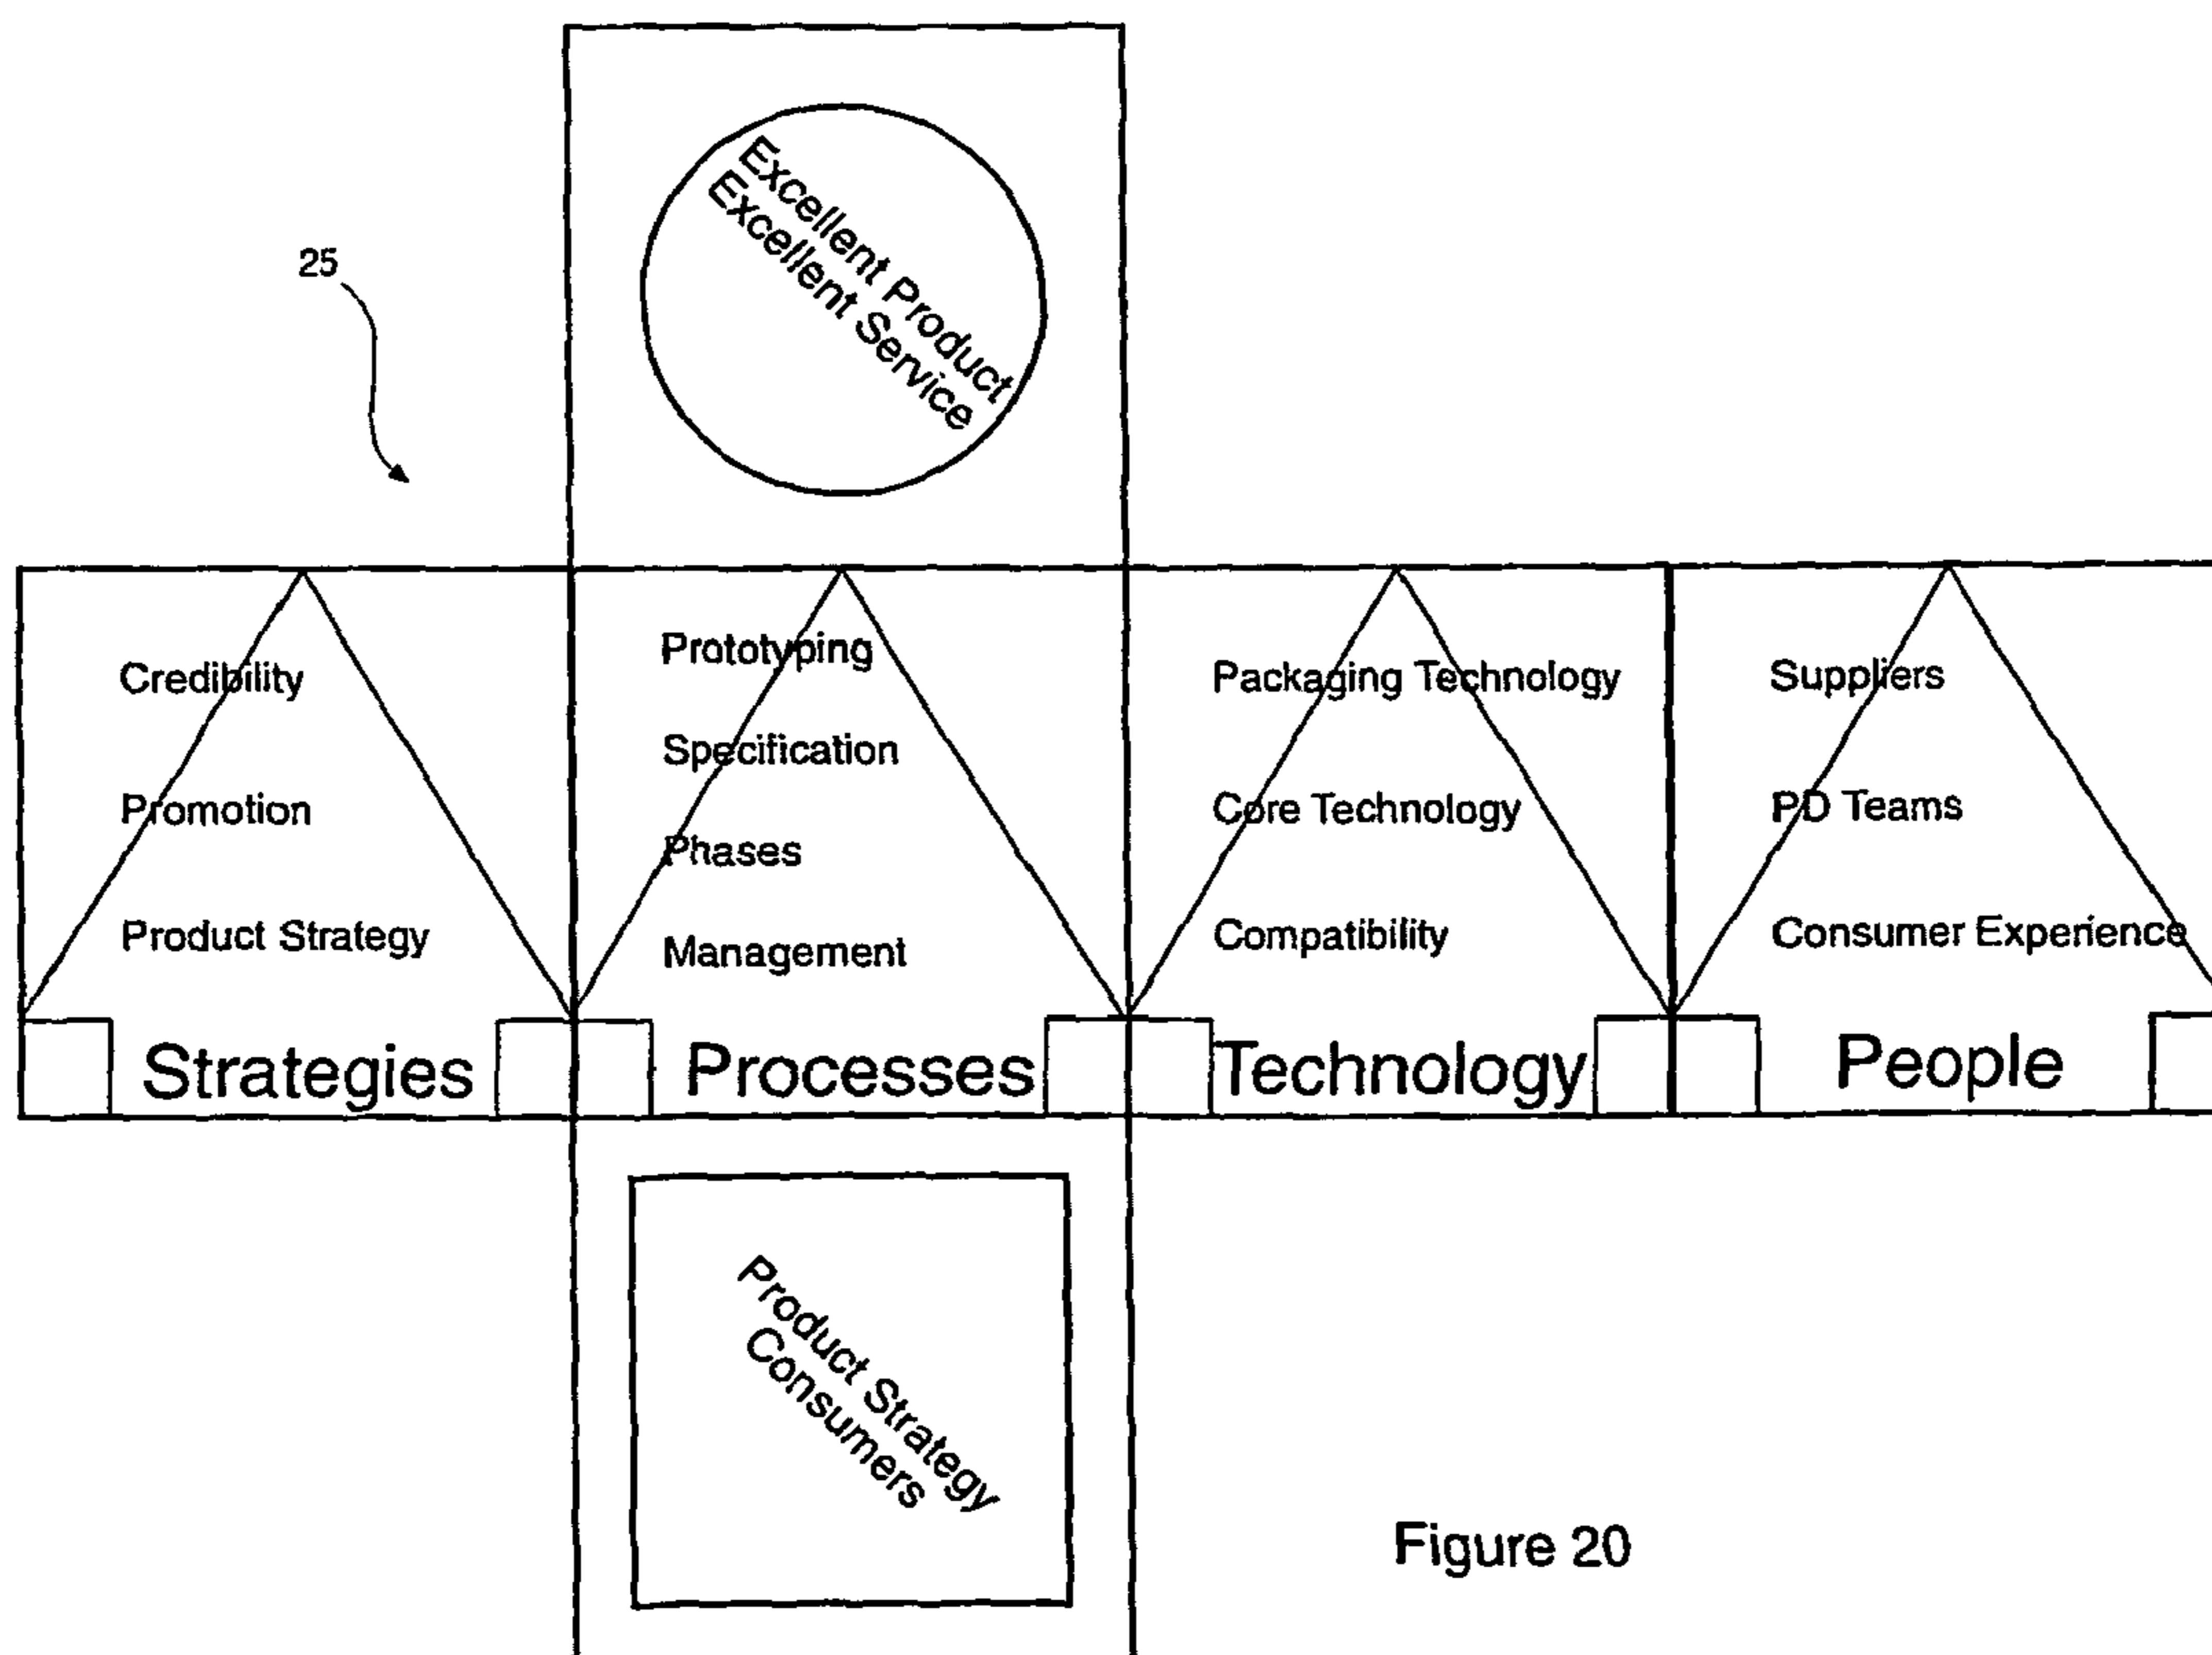 Excellent Product
Excellent Service
25
Credibility
Promotion
Product Strategy
Strategies
Prototyping
Specification
Phases
Management
Processes
Packaging Technology
Core Technology
Compatibility
Technology
Suppliers
PD Teams
Consumer Experience
People
Product Strategy
Consumers
Figure 20